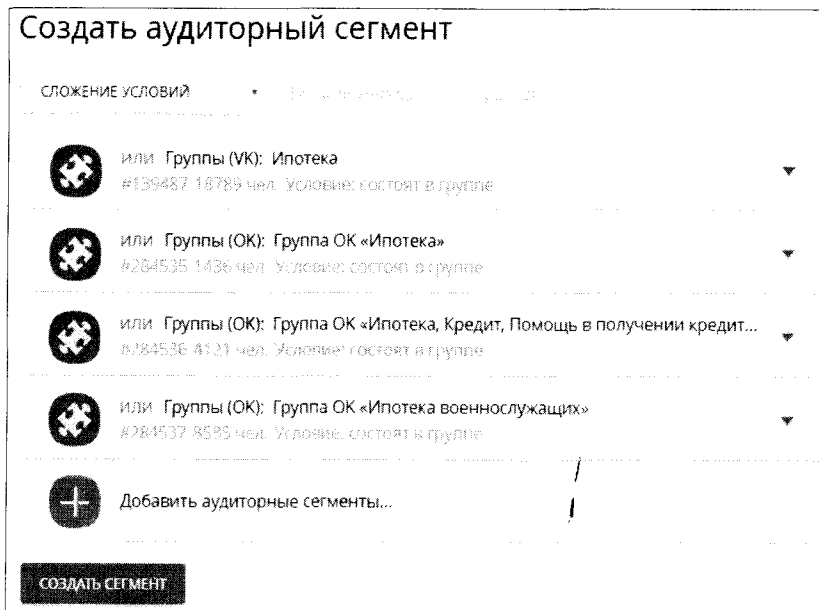 Создать аудиторный сегмент
СЛОЖЕНИЕ УСЛОВИЙ
или Группы (VK): Ипотека
#139487 18789 чел. Условие: состоят в группе
или Группы (OK): Группа ОК «Ипотека»
#284535 1436 чел. Условие: состоят в группе
или Группы (OK): Группа ОК «Ипотека, Кредит, Помощь в получении кредит...
#284536 4121 чел. Условие: состоят в группе
или Группы (OK): Группа ОК «Ипотека военнослужащих»
#284537 8585 чел. Условие: состоят в группе
Добавить аудиторные сегменты...
СОЗДАТЬ СЕГМЕНТ